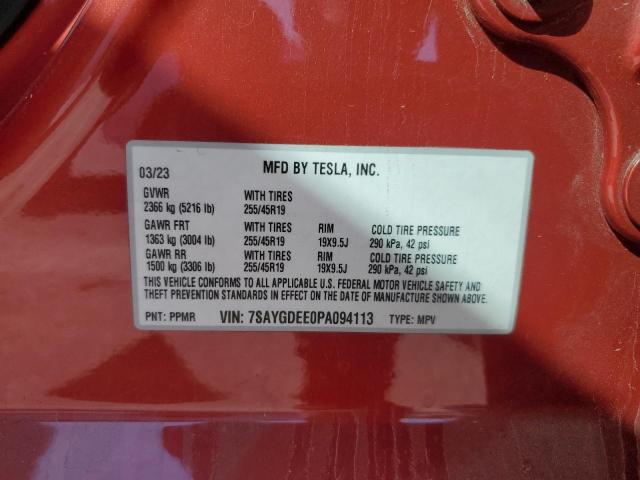 03/23 MFD BY TESLA, INC.
GVWR WITH TIRES
2366 kg (5216 lb) 255/45R19
GAWR FRT WITH TIRES RIM COLD TIRE PRESSURE
1363 kg (3004 lb) 255/45R19 19X9.5J 290 kPa, 42 psi
GAWR RR WITH TIRES RIM COLD TIRE PRESSURE
1500 kg (3306 lb) 255/45R19 19X9.5J 290 kPa, 42 psi
THIS VEHICLE CONFORMS TO ALL APPLICABLE U.S. FEDERAL MOTOR VEHICLE SAFETY AND
THEFT PREVENTION STANDARDS IN EFFECT ON THE DATE OF MANUFACTURE SHOWN ABOVE.
PNT: PPMR VIN: 7SAYGDEE0PA094113 TYPE: MPV